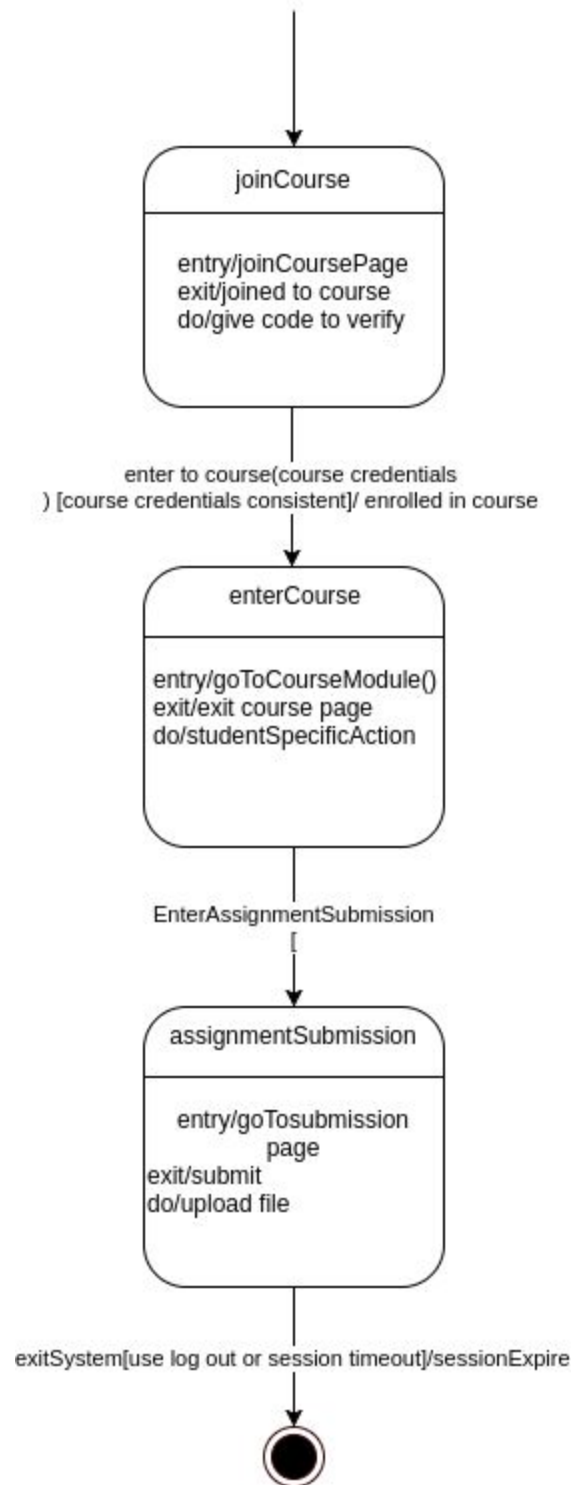 joinCourse
entry/joinCoursePage
exit/joined to course
do/give code to verify
enter to course(course credentials
) [course credentials consistent]/ enrolled in course
enterCourse
entry/goToCourseModule()
exit/exit course page
do/studentSpecificAction
EnterAssignmentSubmission
[
assignmentSubmission
entry/goTosubmission
page
exit/submit
do/upload file
exitSystem[use log out or session timeout]/sessionExpire